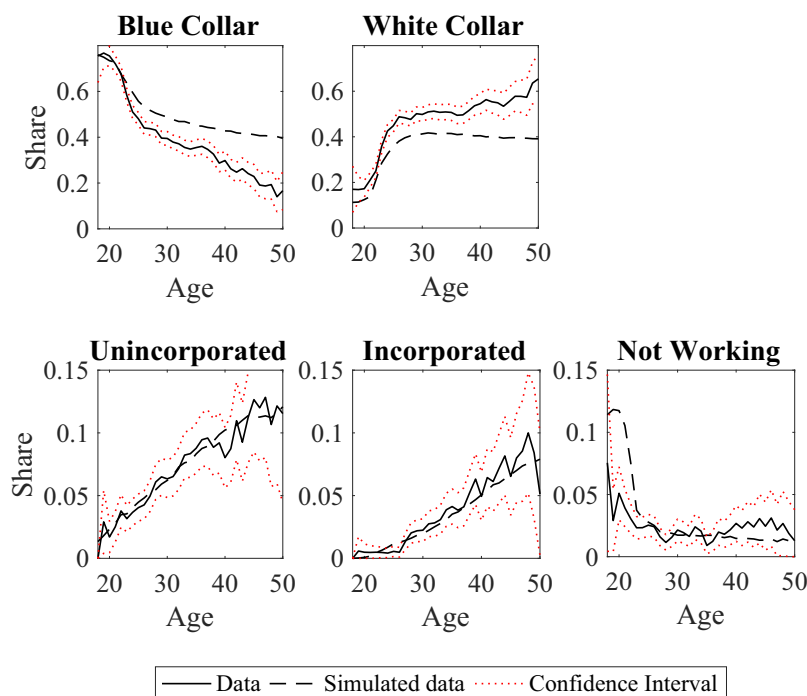 Blue Collar
White Collar
Share
0.6
0.4
0.2
0
0.6
0.4
0.2
0
20 30 40 50
20 30 40 50
Age
Age
Unincorporated
Incorporated
Not Working
Share
0.15
0.1
0.05
0
0.15
0.1
0.05
0
0.15
0.1
0.05
0
20 30 40 50
20 30 40 50
20 30 40 50
Age
Age
Age
Data Simulated data Confidence Interval